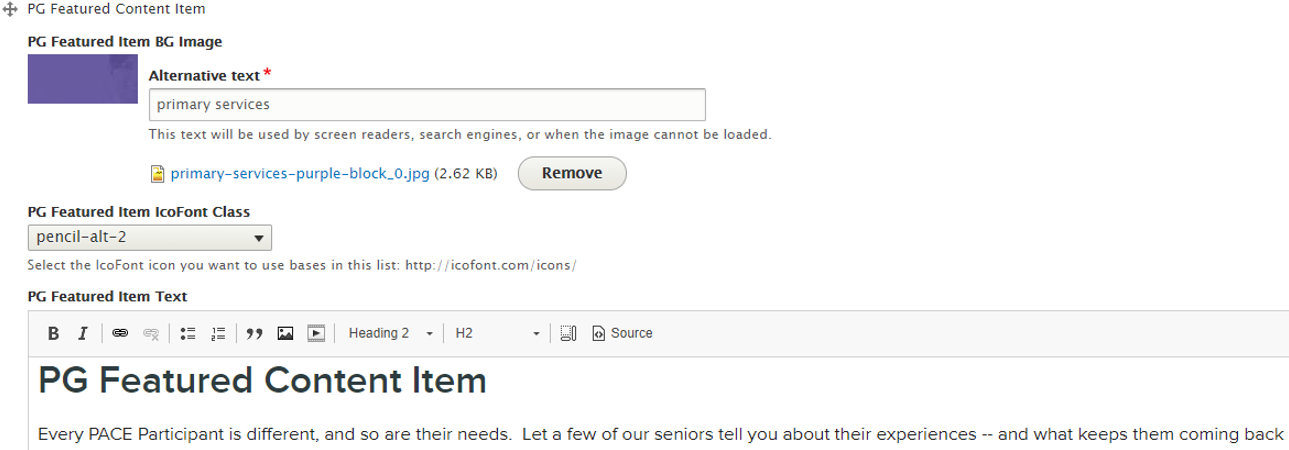 PG Featured Content Item
PG Featured Item BG Image
Alternative text*
primary services
This text will be used by screen readers, search engines, or when the image cannot be loaded.
primary-services-purple-block_0.jpg (2.62 KB) Remove
PG Featured Item IcoFont Class
pencil-alt-2
Select the IcoFont icon you want to use bases in this list: http://icofont.com/icons/
PG Featured Item Text
B I Heading 2 H2 Source
PG Featured Content Item
Every PACE Participant is different, and so are their needs.  Let a few of our seniors tell you about their experiences -- and what keeps them coming back